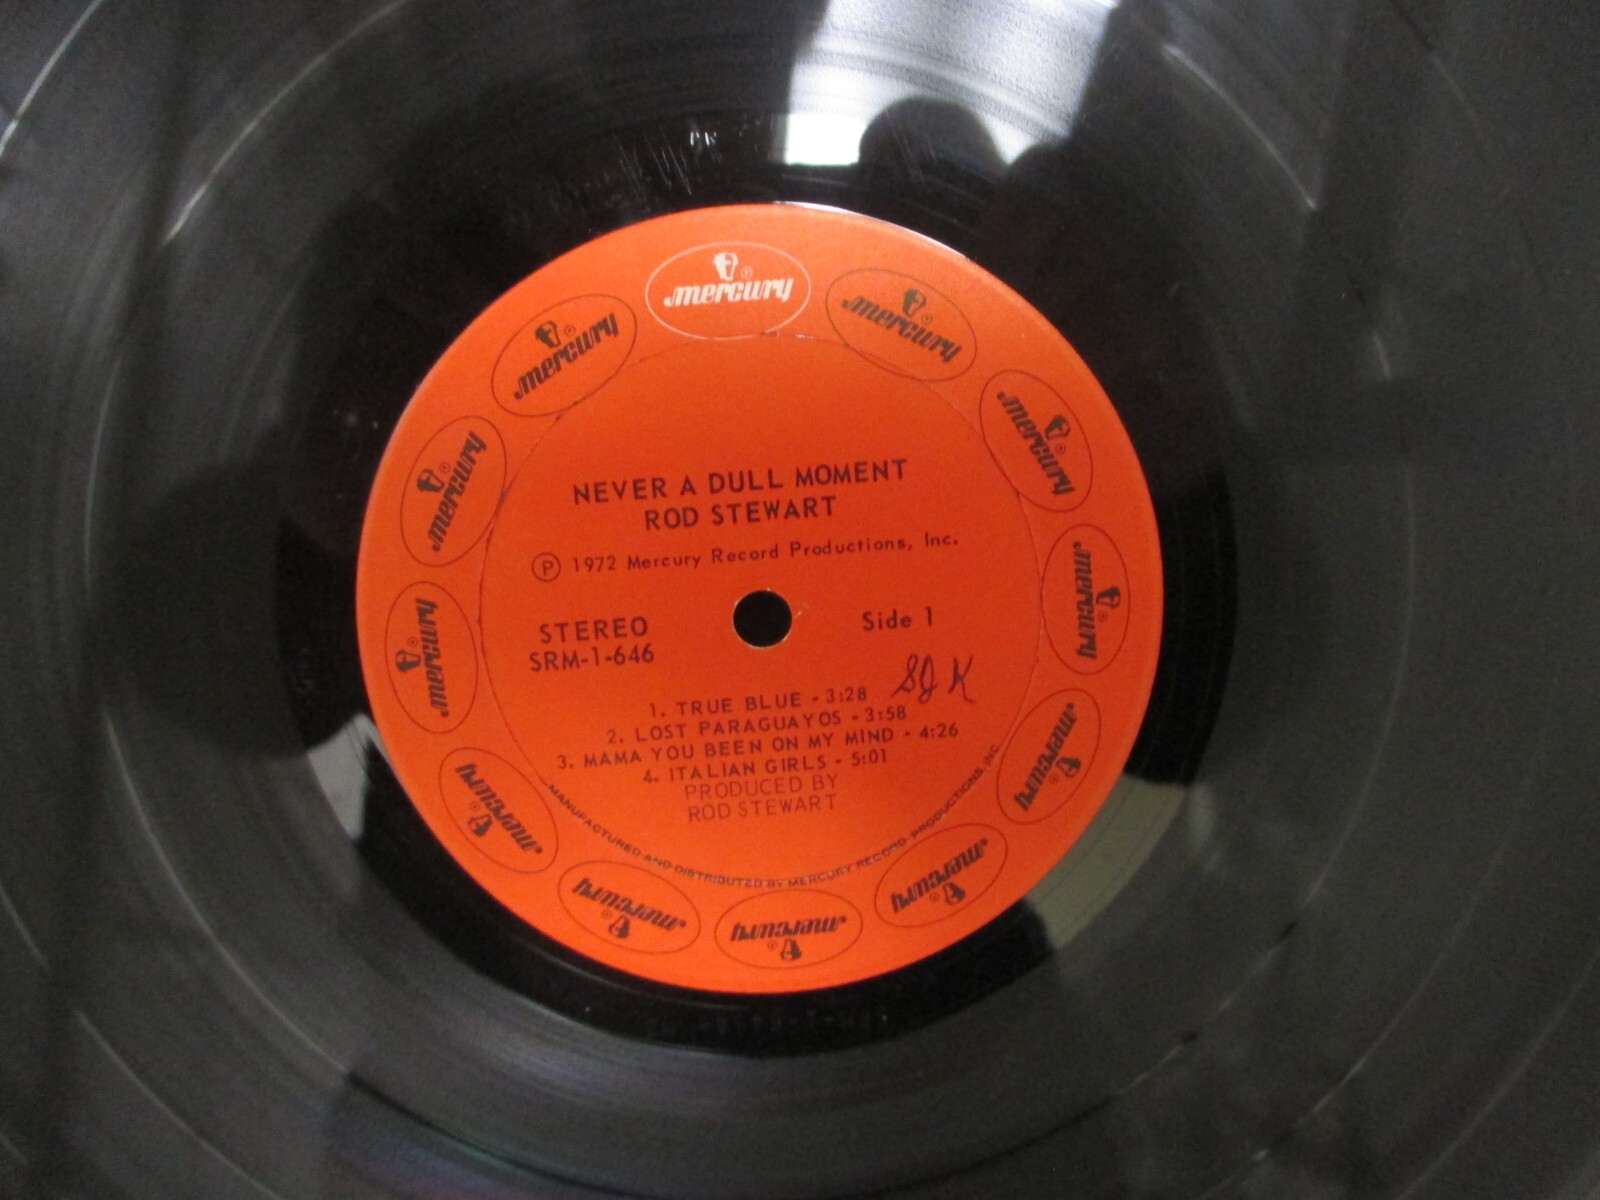 mercury
mercury
mercury
mercury
mercury
mercury
mercury
mercury
mercury
mercury
mercury
mercury
NEVER A DULL MOMENT
ROD STEWART
Ⓟ 1972 Mercury Record Productions, Inc.
STEREO
Side 1
SRM-1-646
SJK
1. TRUE BLUE - 3:28
2. LOST PARAGUAYOS - 3:58
3. MAMA YOU BEEN ON MY MIND - 4:26
4. ITALIAN GIRLS - 5:01
PRODUCED BY
ROD STEWART
MANUFACTURED AND DISTRIBUTED BY MERCURY RECORD PRODUCTIONS, INC.